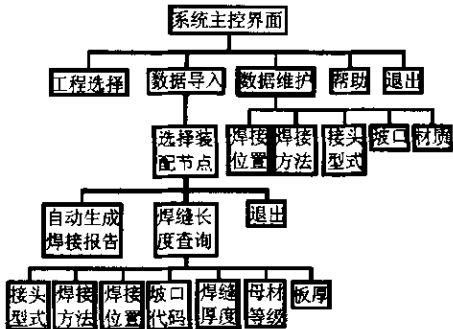 系统主控界面
工程选择
数据导入
数据维护
帮助
退出
选择装
配节点
焊接
位置
焊接
方法
接头
型式
坡口
材质
自动生成
焊接报告
焊缝长
度查询
退出
接头
型式
焊接
方法
焊接
位置
坡口
代码
焊缝
厚度
母材
等级
板厚